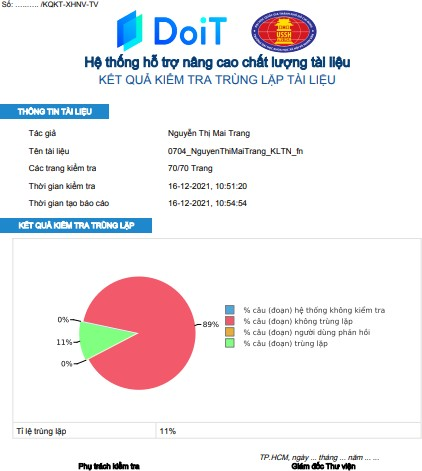 Số: .......... /KQKT-XHNV-TV
DoiT
USSH
Hệ thống hỗ trợ nâng cao chất lượng tài liệu
KẾT QUẢ KIỂM TRA TRÙNG LẶP TÀI LIỆU
THÔNG TIN TÀI LIỆU
Tác giả Nguyễn Thị Mai Trang
Tên tài liệu 0704_NguyenThiMaiTrang_KLTN_fn
Các trang kiểm tra 70/70 Trang
Thời gian kiểm tra 16-12-2021, 10:51:20
Thời gian tạo báo cáo 16-12-2021, 10:54:54
KẾT QUẢ KIỂM TRA TRÙNG LẶP
0%
11%
0%
89%
% câu (đoạn) hệ thống không kiểm tra
% câu (đoạn) không trùng lặp
% câu (đoạn) người dùng phản hồi
% câu (đoạn) trùng lặp
Tỉ lệ trùng lặp 11%
TP.HCM, ngày ... tháng ... năm ... ...
Phụ trách kiểm tra Giám đốc Thư viện